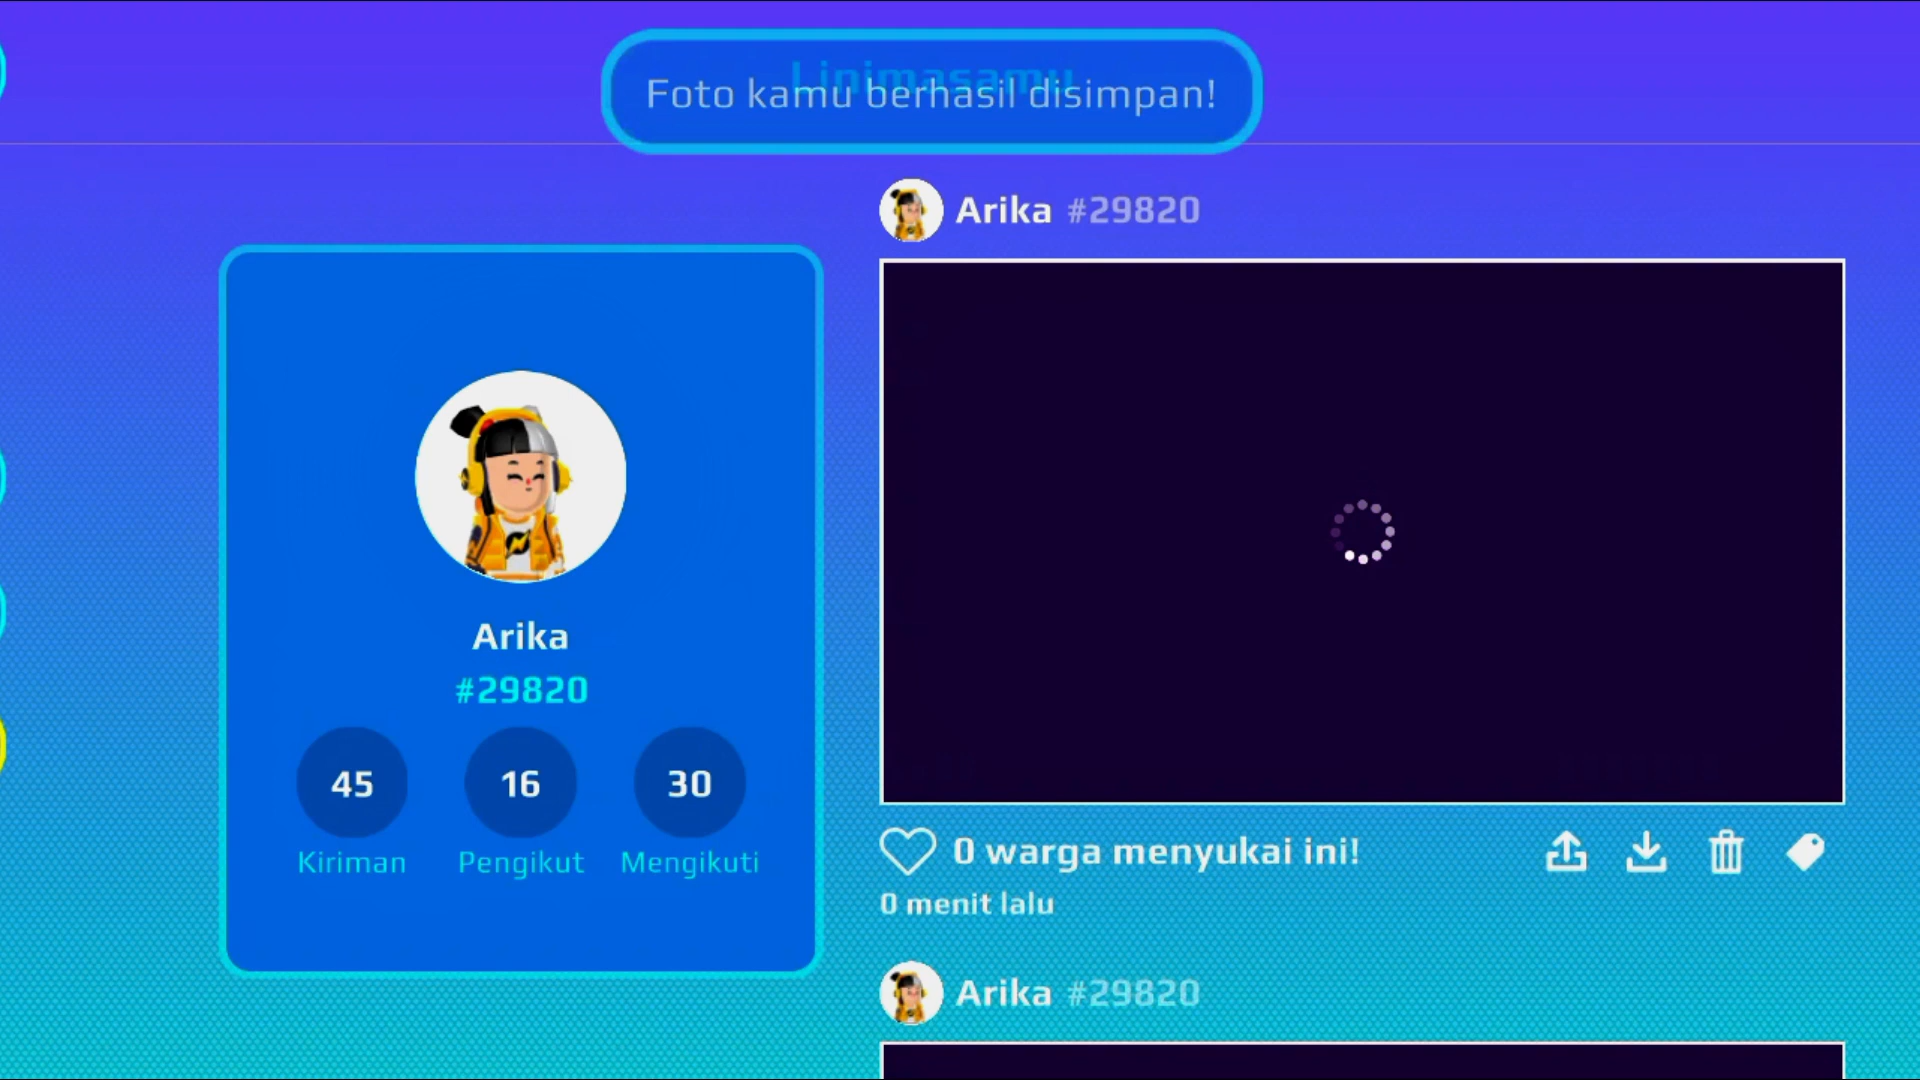 Linimasamu
Foto kamu berhasil disimpan!
Arika #29820
Arika
#29820
45
16
30
Kiriman
Pengikut
Mengikuti
0 warga menyukai ini!
0 menit lalu
Arika #29820